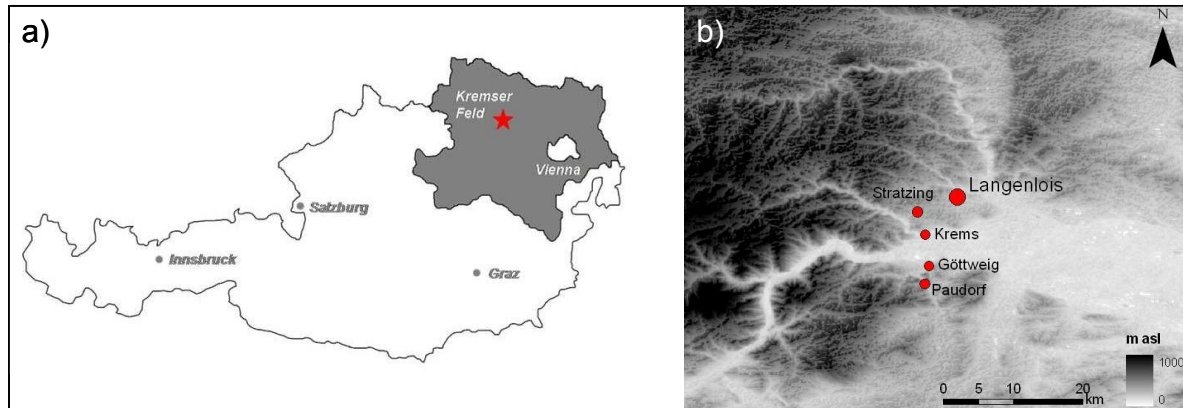 a)
Kremser
Feld
Vienna
Salzburg
Innsbruck
Graz
b)
N
Langenlois
Stratzing
Krems
Göttweig
Paudorf
m asl
1000
0
0 5 10 20
km